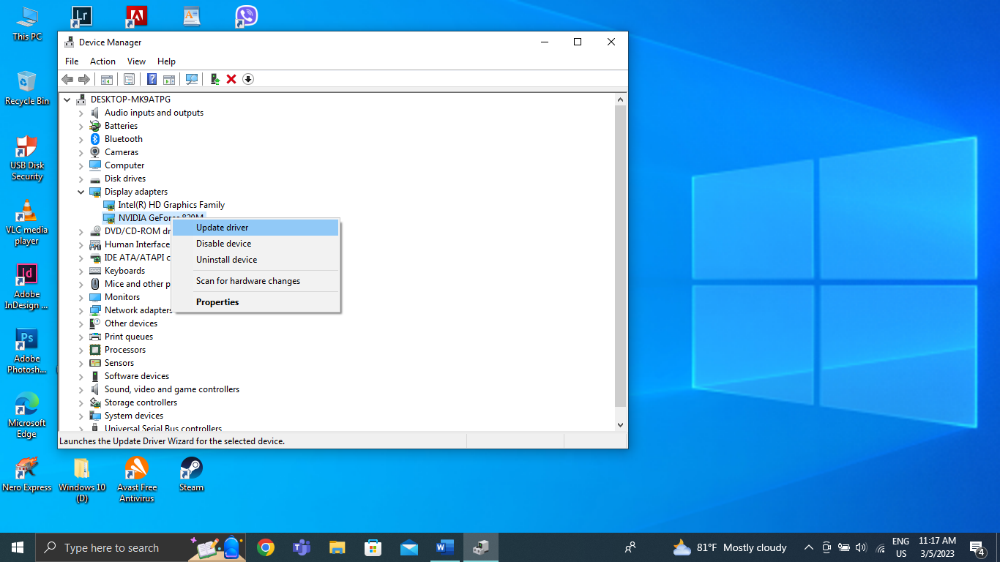 This PC
Recycle Bin
USB Disk
Security
VLC media
player
Adobe
InDesign ...
Adobe
Photosh...
Microsoft
Edge
Nero Express
Windows 10
(D)
Avast Free
Antivirus
Steam
Lr
Id
Ps
Device Manager
File Action View Help
DESKTOP-MK9ATPG
Audio inputs and outputs
Batteries
Bluetooth
Cameras
Computer
Disk drives
Display adapters
Intel(R) HD Graphics Family
NVIDIA GeForce 820M
DVD/CD-ROM dr
Human Interface
IDE ATA/ATAPI c
Keyboards
Mice and other p
Monitors
Network adapters
Other devices
Print queues
Processors
Sensors
Software devices
Sound, video and game controllers
Storage controllers
System devices
Universal Serial Bus controllers
Update driver
Disable device
Uninstall device
Scan for hardware changes
Properties
Launches the Update Driver Wizard for the selected device.
Type here to search
81°F Mostly cloudy
ENG
US
11:17 AM
3/5/2023
4